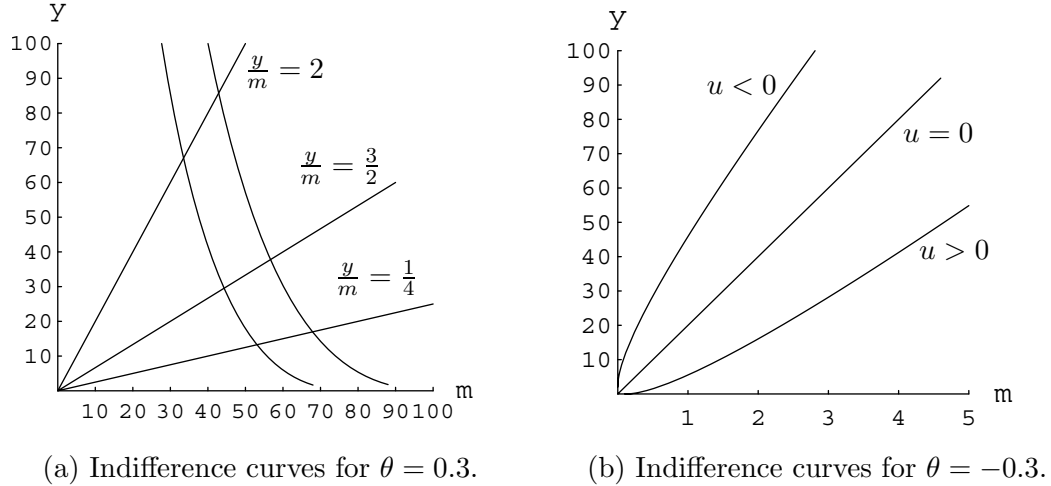 y
100
90
80
70
60
50
40
30
20
10
10 20 30 40 50 60 70 80 90 100
m
y/m = 2
y/m = 3/2
y/m = 1/4
(a) Indifference curves for θ = 0.3.
y
100
90
80
70
60
50
40
30
20
10
1 2 3 4 5
m
u < 0
u = 0
u > 0
(b) Indifference curves for θ = −0.3.